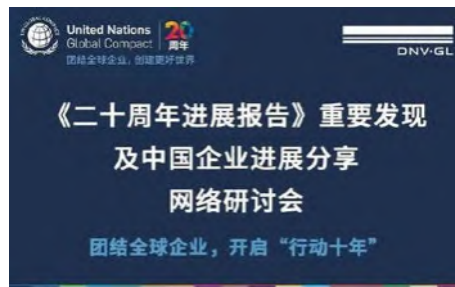 United Nations
Global Compact
20
周年
团结全球企业,创建更好世界
DNV·GL
《二十周年进展报告》重要发现
及中国企业进展分享
网络研讨会
团结全球企业,开启“行动十年”